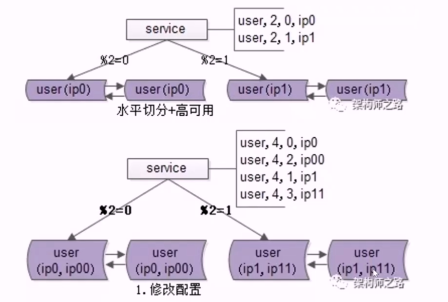 service
user, 2, 0, ip0
user, 2, 1, ip1
%2=0
%2=1
user(ip0)
user(ip0)
user(ip1)
user(ip1)
水平切分+高可用
架构师之路
service
user, 4, 0, ip0
user, 4, 2, ip00
user, 4, 1, ip1
user, 4, 3, ip11
%2=0
%2=1
user
(ip0, ip00)
user
(ip0, ip00)
user
(ip1, ip11)
user
(ip1, ip11)
1.修改配置
架构师之路